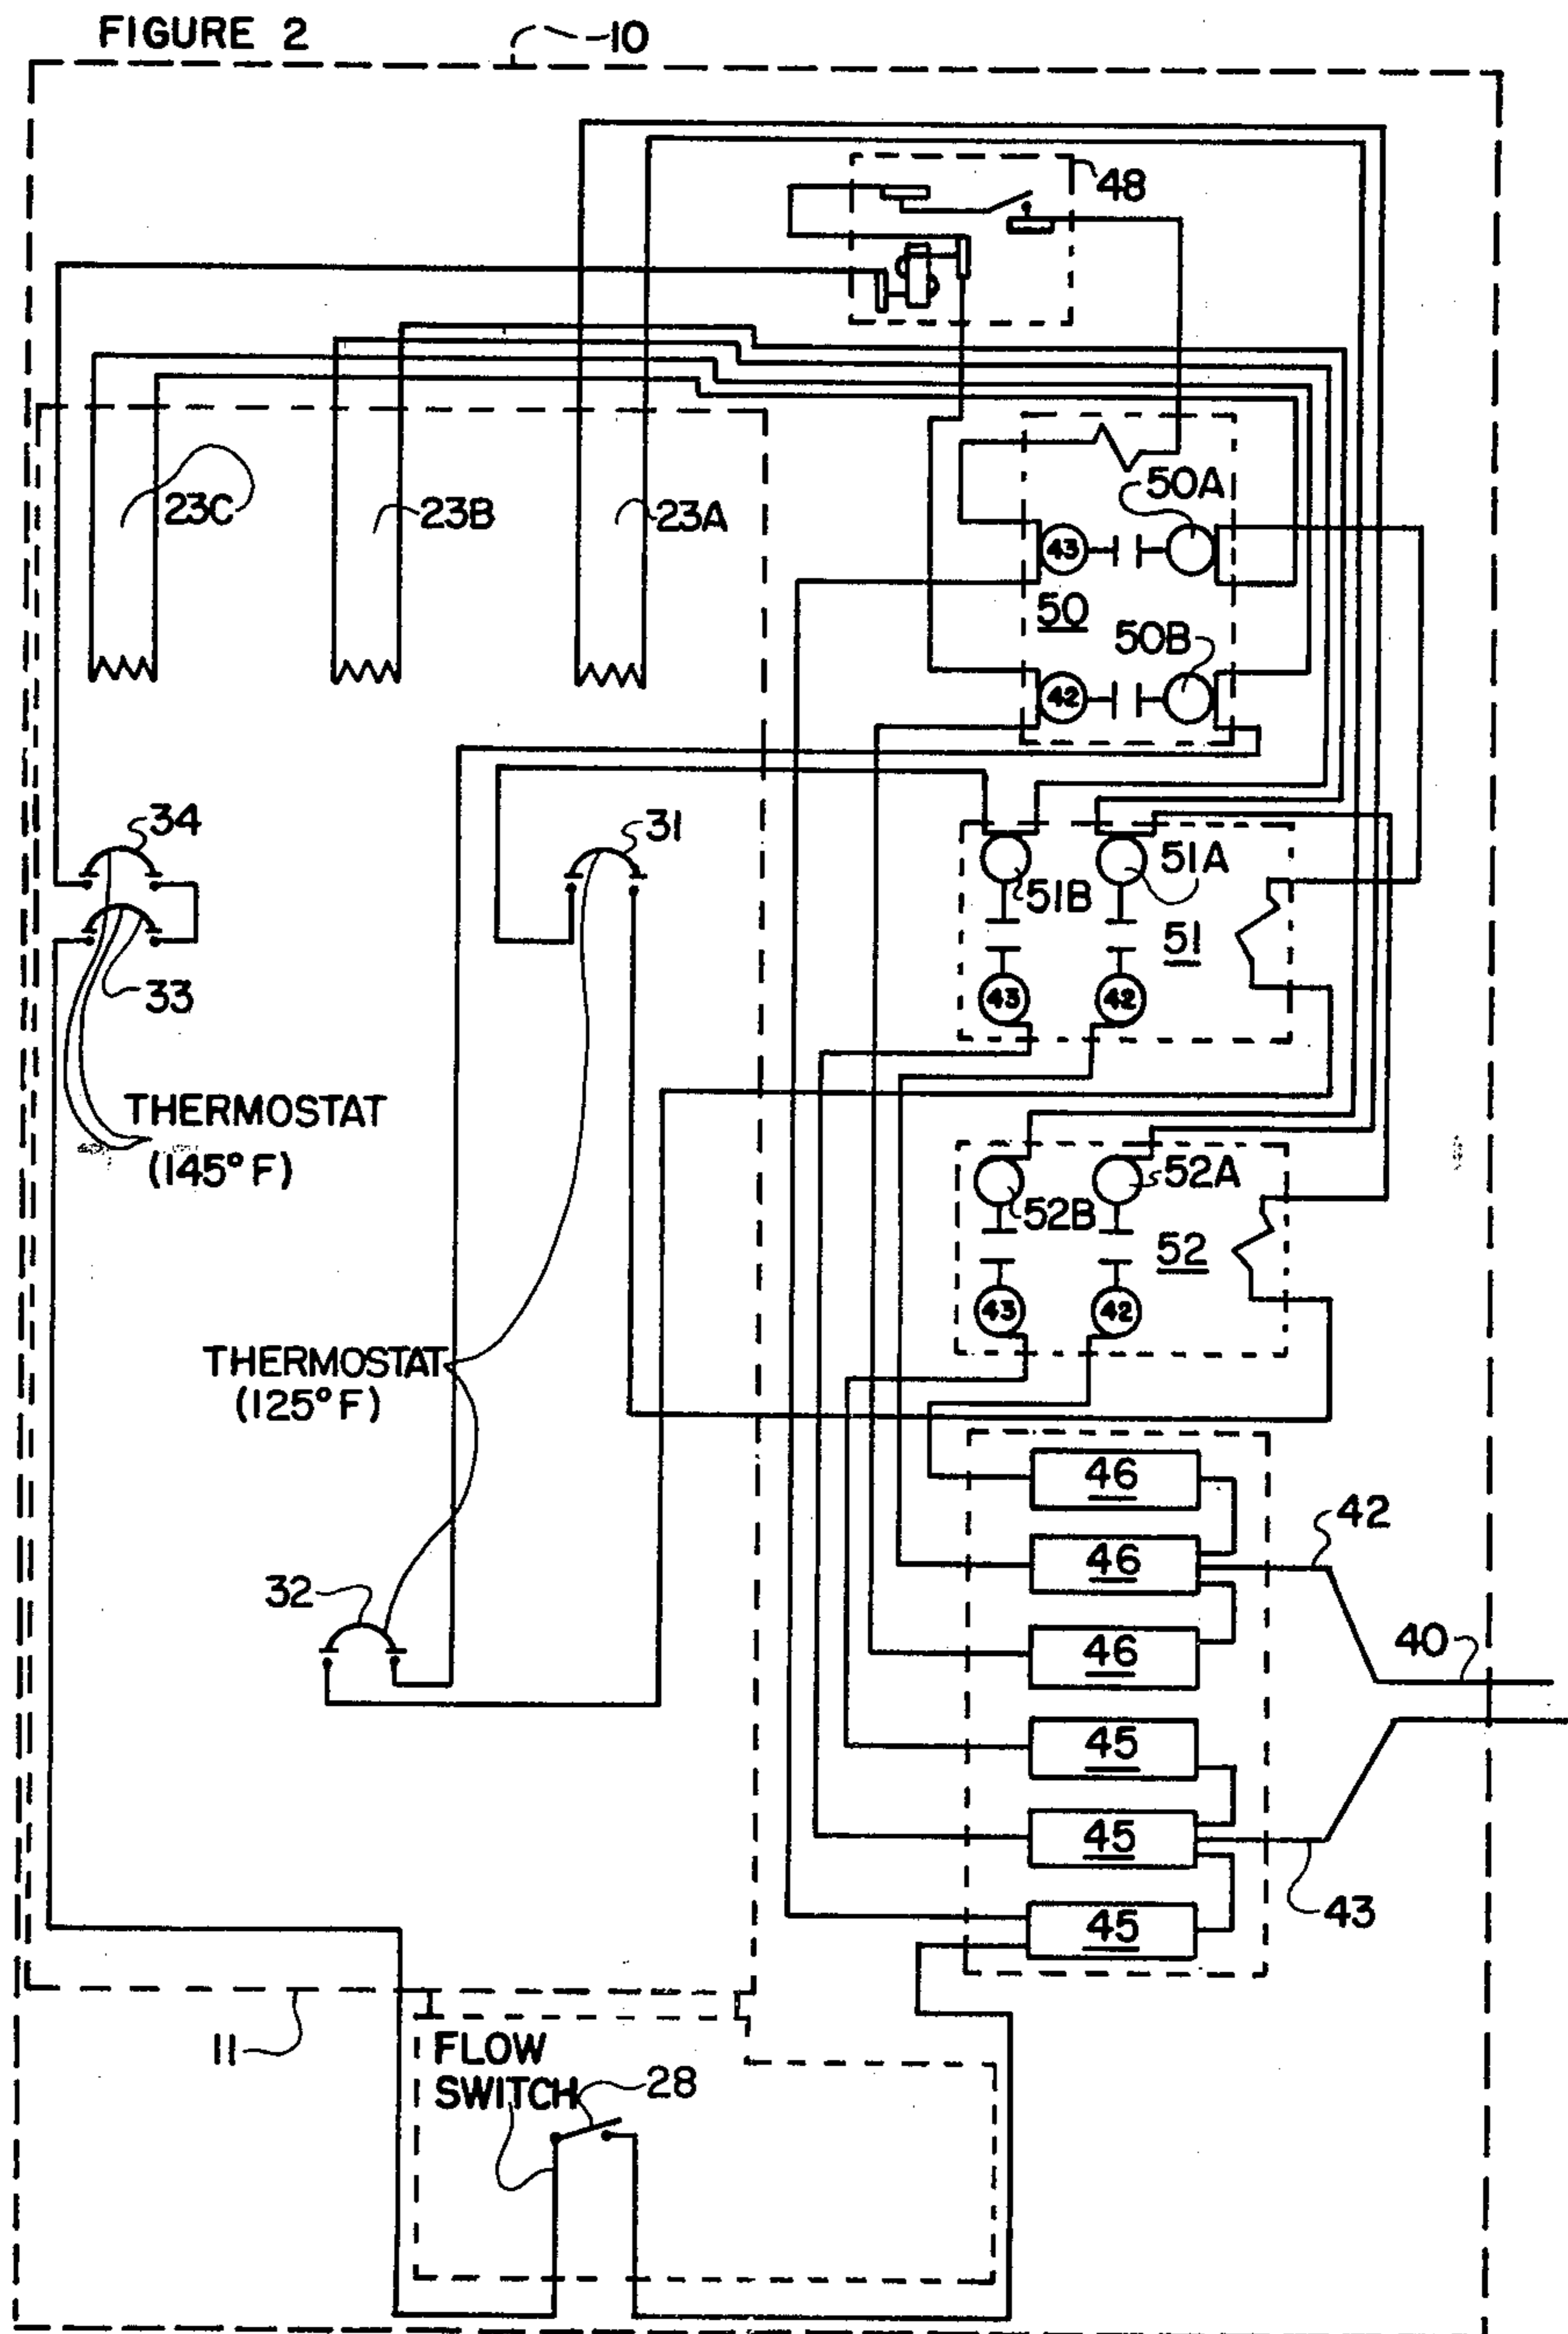 FIGURE 2
10
48
50A
23C
23B
23A
43
50
50B
42
34
31
51A
51B
51
33
43
42
THERMOSTAT
(145°F)
52A
52B
52
43
42
THERMOSTAT
(125°F)
46
42
46
32
46
40
45
45
45
43
11
FLOW
SWITCH
28